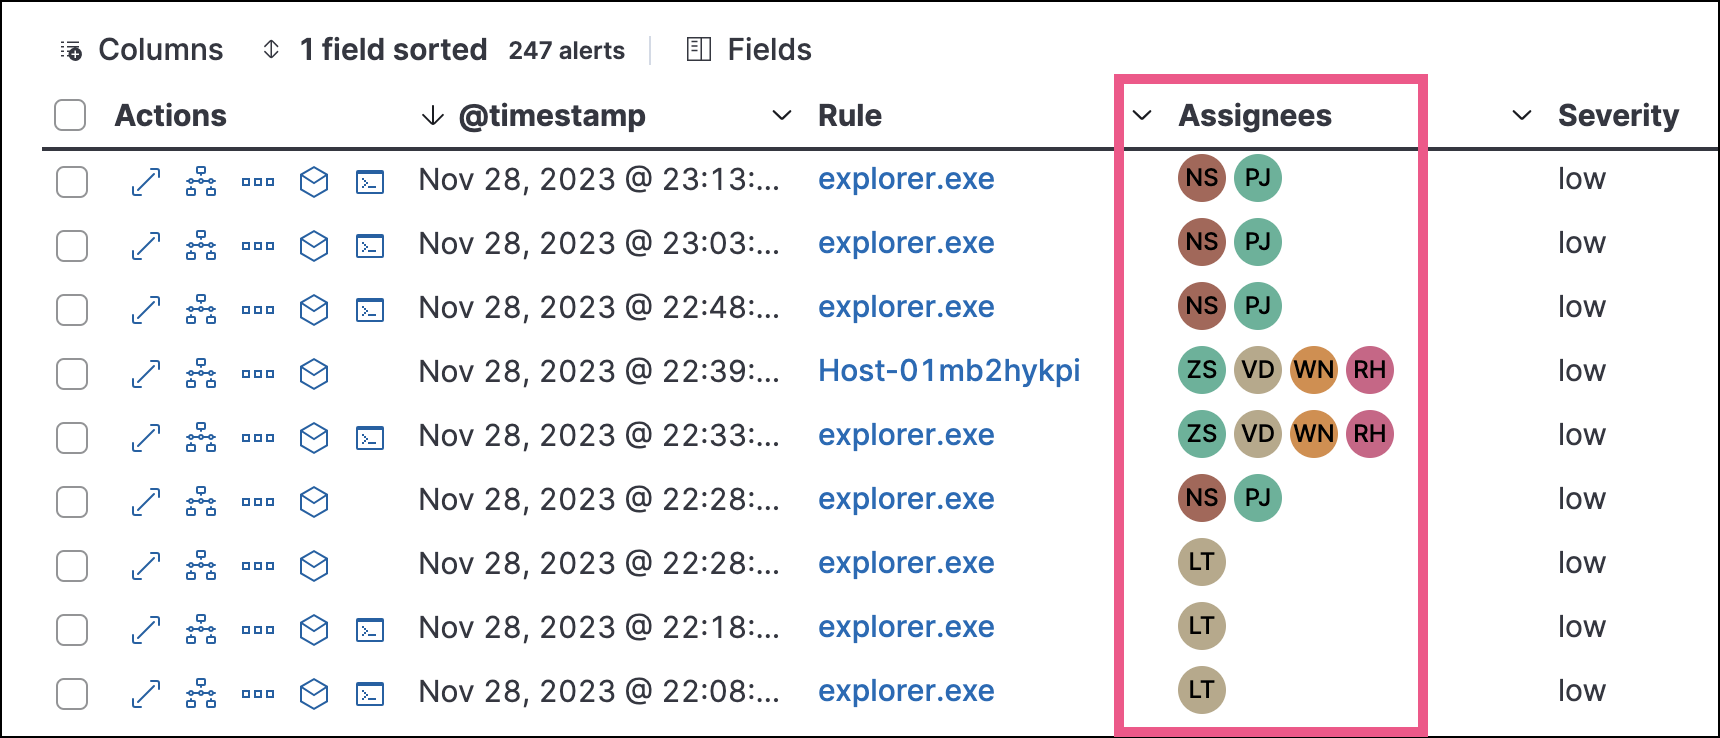 Columns 1 field sorted 247 alerts Fields
Actions @timestamp Rule Assignees Severity
Nov 28, 2023 @ 23:13:... explorer.exe NS PJ low
Nov 28, 2023 @ 23:03:... explorer.exe NS PJ low
Nov 28, 2023 @ 22:48:... explorer.exe NS PJ low
Nov 28, 2023 @ 22:39:... Host-01mb2hykpi ZS VD WN RH low
Nov 28, 2023 @ 22:33:... explorer.exe ZS VD WN RH low
Nov 28, 2023 @ 22:28:... explorer.exe NS PJ low
Nov 28, 2023 @ 22:28:... explorer.exe LT low
Nov 28, 2023 @ 22:18:... explorer.exe LT low
Nov 28, 2023 @ 22:08:... explorer.exe LT low